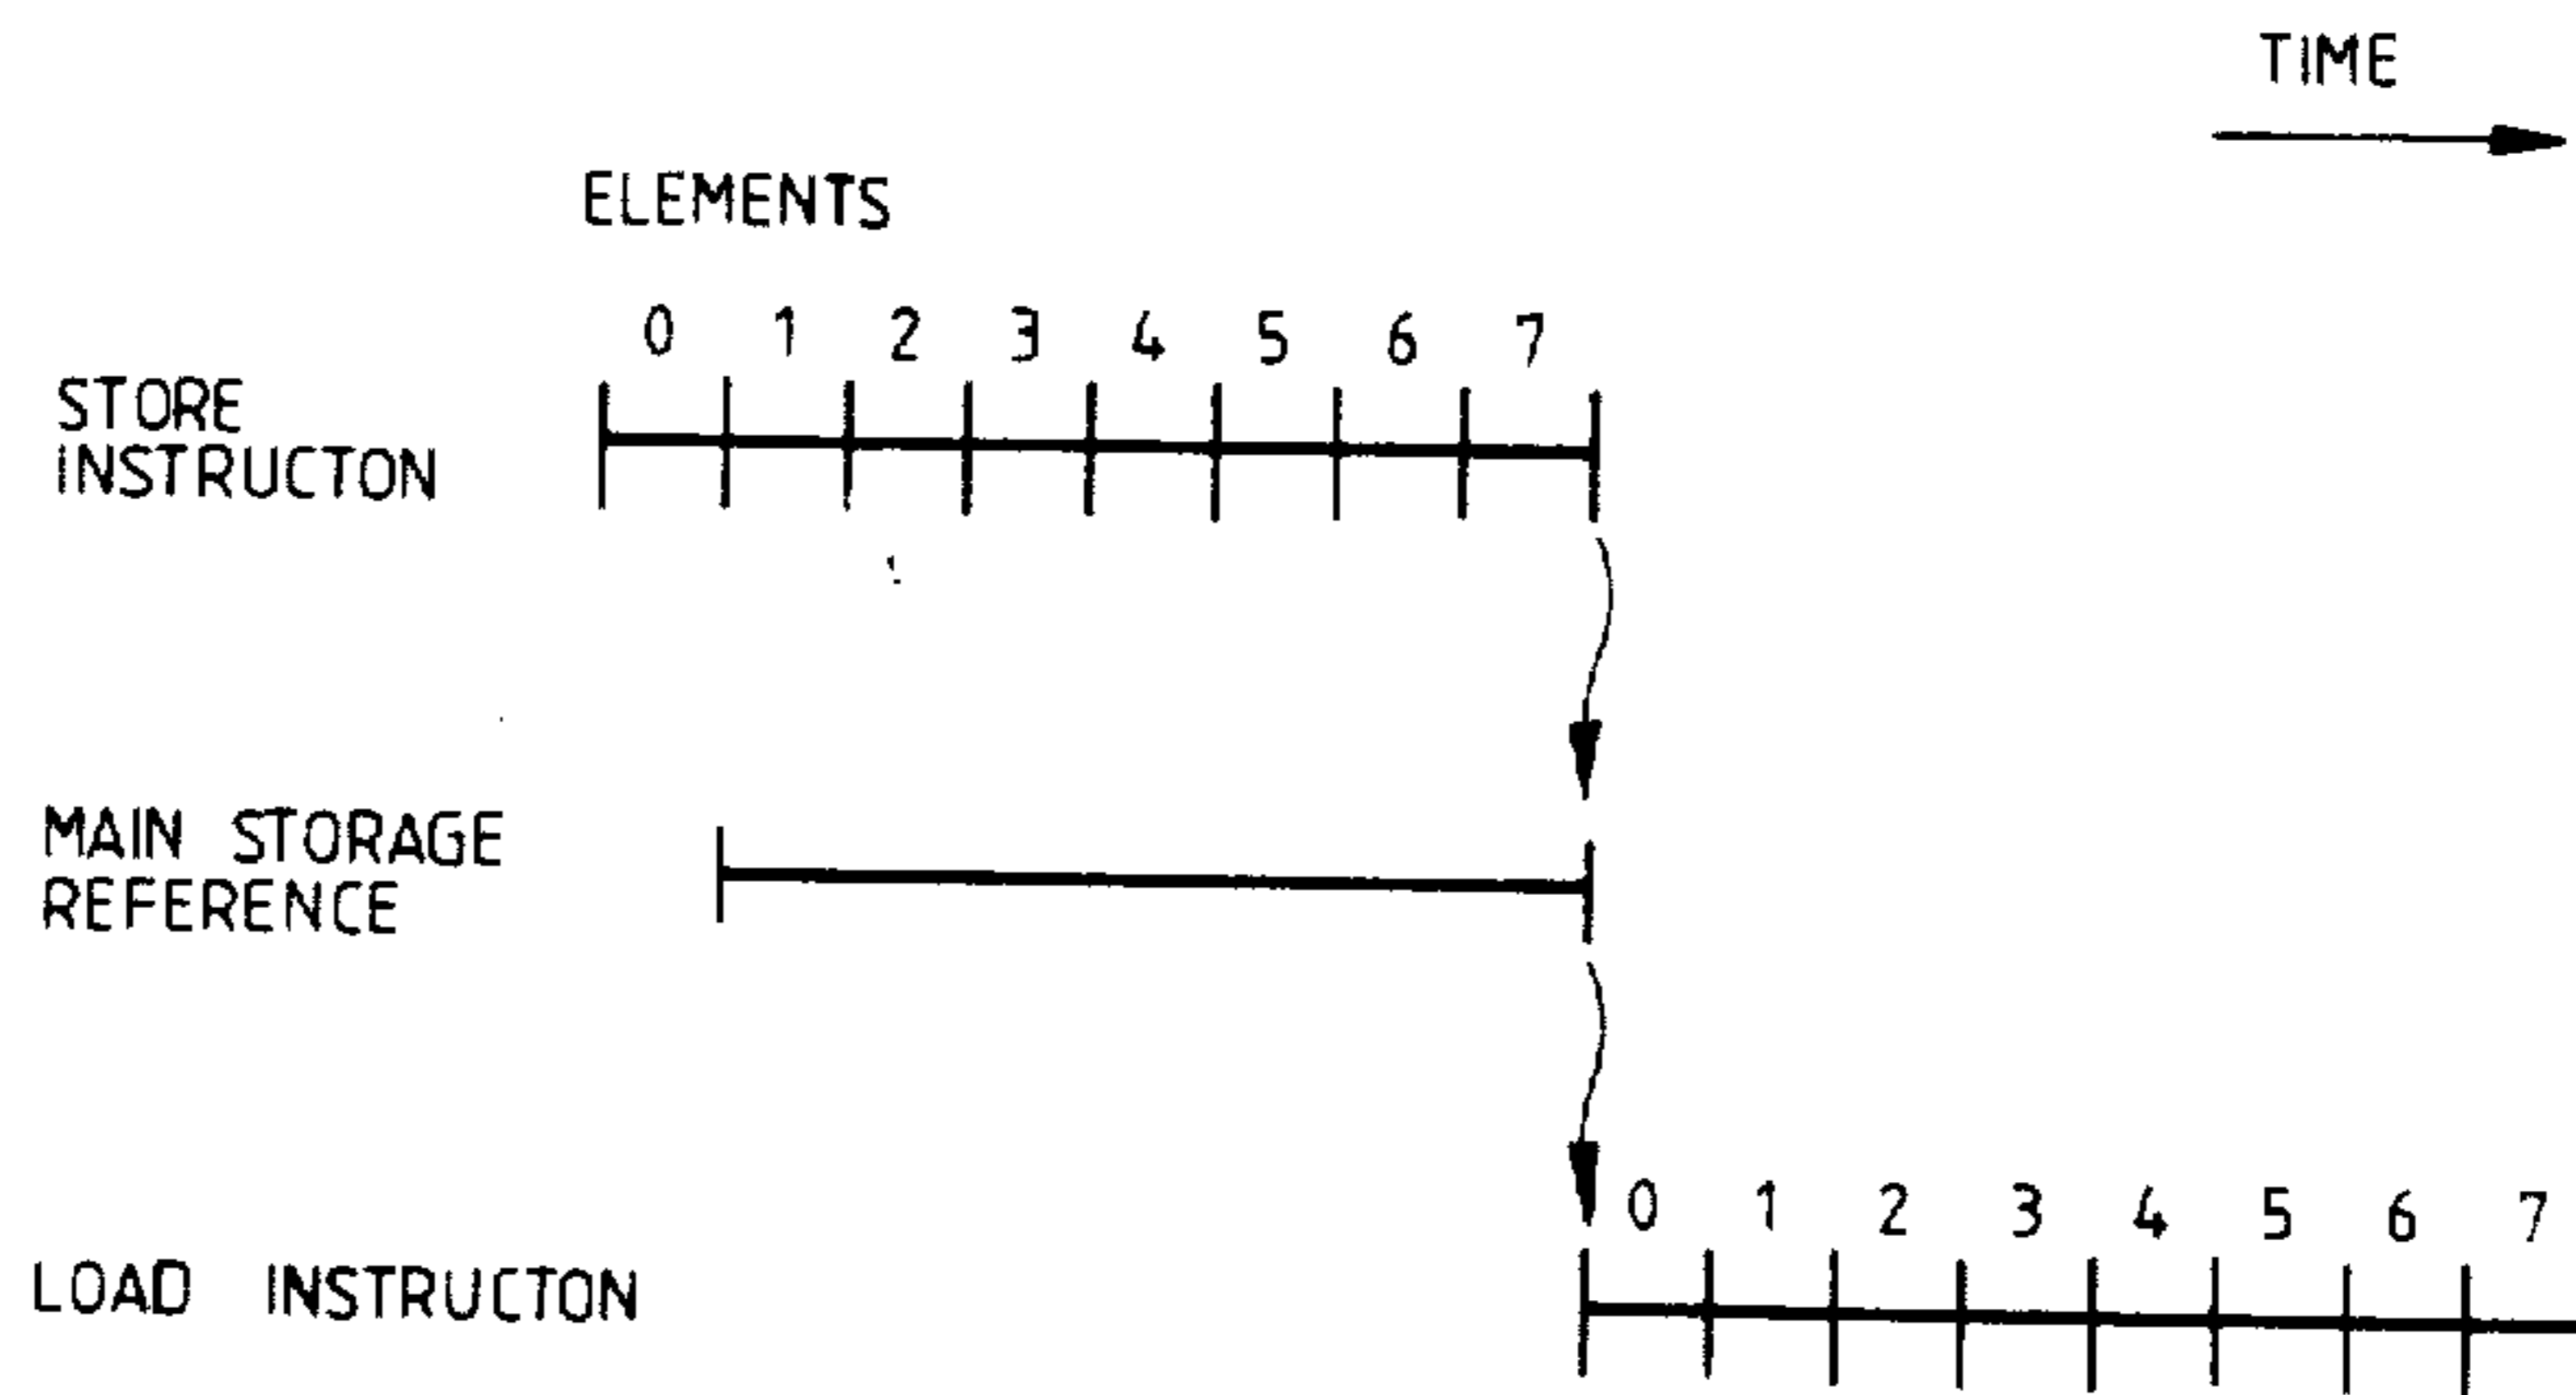 TIME
ELEMENTS
0 1 2 3 4 5 6 7
STORE
INSTRUCTON
MAIN STORAGE
REFERENCE
0 1 2 3 4 5 6 7
LOAD INSTRUCTON